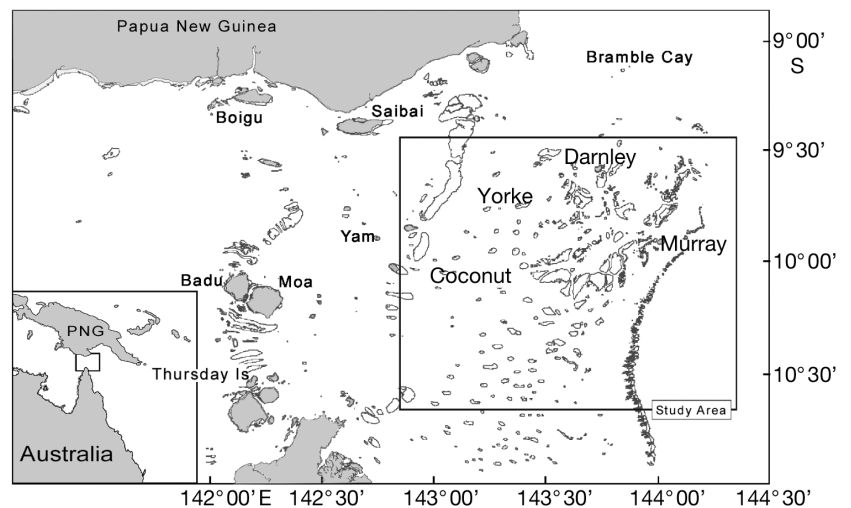 Papua New Guinea
Bramble Cay
9°00'
S
Boigu
Saibai
9°30'
Darnley
Yorke
Yam
Murray
10°00'
Badu
Moa
Coconut
PNG
Thursday Is
10°30'
Study Area
Australia
142°00'E
142°30'
143°00'
143°30'
144°00'
144°30'